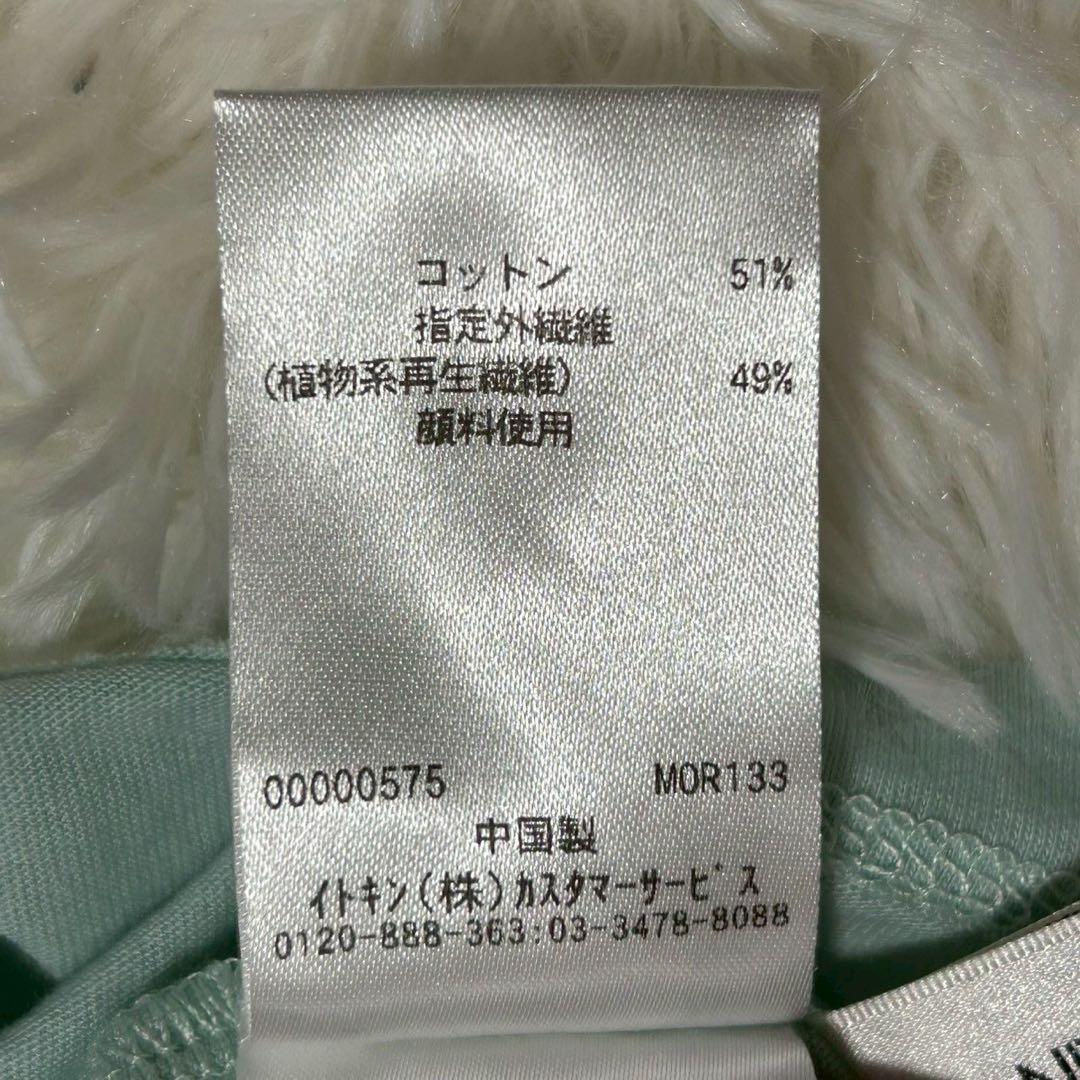 コットン 51%
指定外繊維
(植物系再生繊維) 49%
顔料使用
00000575 MOR133
中国製
イトキン(株)カスタマーサービス
0120-888-363:03-3478-8088